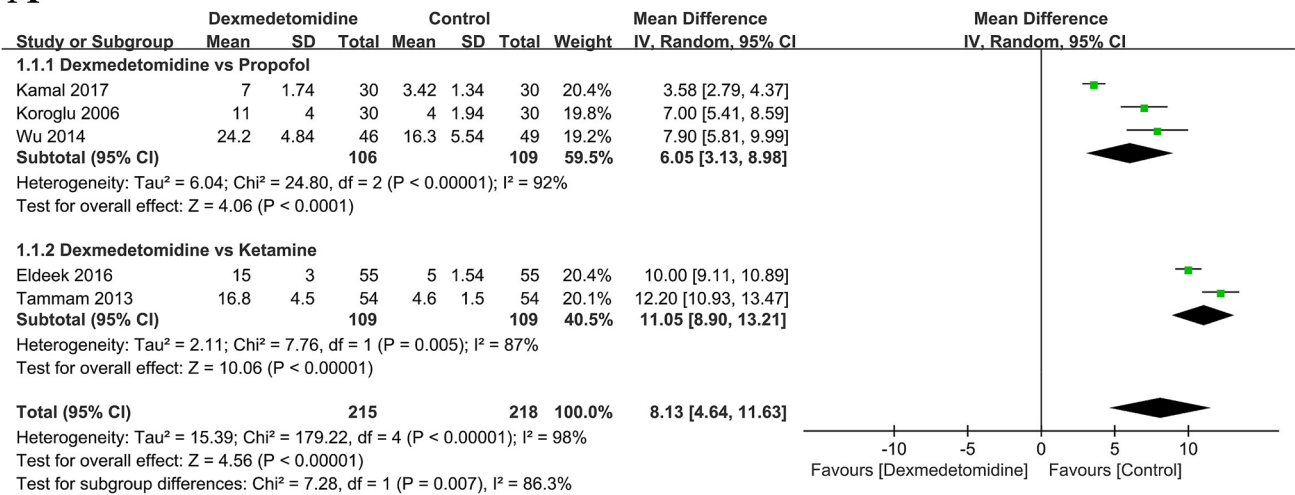 Dexmedetomidine Control Mean Difference Mean Difference
Study or Subgroup Mean SD Total Mean SD Total Weight IV, Random, 95% CI IV, Random, 95% CI
1.1.1 Dexmedetomidine vs Propofol
Kamal 2017 7 1.74 30 3.42 1.34 30 20.4% 3.58 [2.79, 4.37]
Koroglu 2006 11 4 30 4 1.94 30 19.8% 7.00 [5.41, 8.59]
Wu 2014 24.2 4.84 46 16.3 5.54 49 19.2% 7.90 [5.81, 9.99]
Subtotal (95% CI) 106 109 59.5% 6.05 [3.13, 8.98]
Heterogeneity: Tau² = 6.04; Chi² = 24.80, df = 2 (P < 0.00001); I² = 92%
Test for overall effect: Z = 4.06 (P < 0.0001)
1.1.2 Dexmedetomidine vs Ketamine
Eldeek 2016 15 3 55 5 1.54 55 20.4% 10.00 [9.11, 10.89]
Tammam 2013 16.8 4.5 54 4.6 1.5 54 20.1% 12.20 [10.93, 13.47]
Subtotal (95% CI) 109 109 40.5% 11.05 [8.90, 13.21]
Heterogeneity: Tau² = 2.11; Chi² = 7.76, df = 1 (P = 0.005); I² = 87%
Test for overall effect: Z = 10.06 (P < 0.00001)
Total (95% CI) 215 218 100.0% 8.13 [4.64, 11.63]
Heterogeneity: Tau² = 15.39; Chi² = 179.22, df = 4 (P < 0.00001); I² = 98%
Test for overall effect: Z = 4.56 (P < 0.00001)
Test for subgroup differences: Chi² = 7.28, df = 1 (P = 0.007), I² = 86.3%
-10 -5 0 5 10
Favours [Dexmedetomidine] Favours [Control]